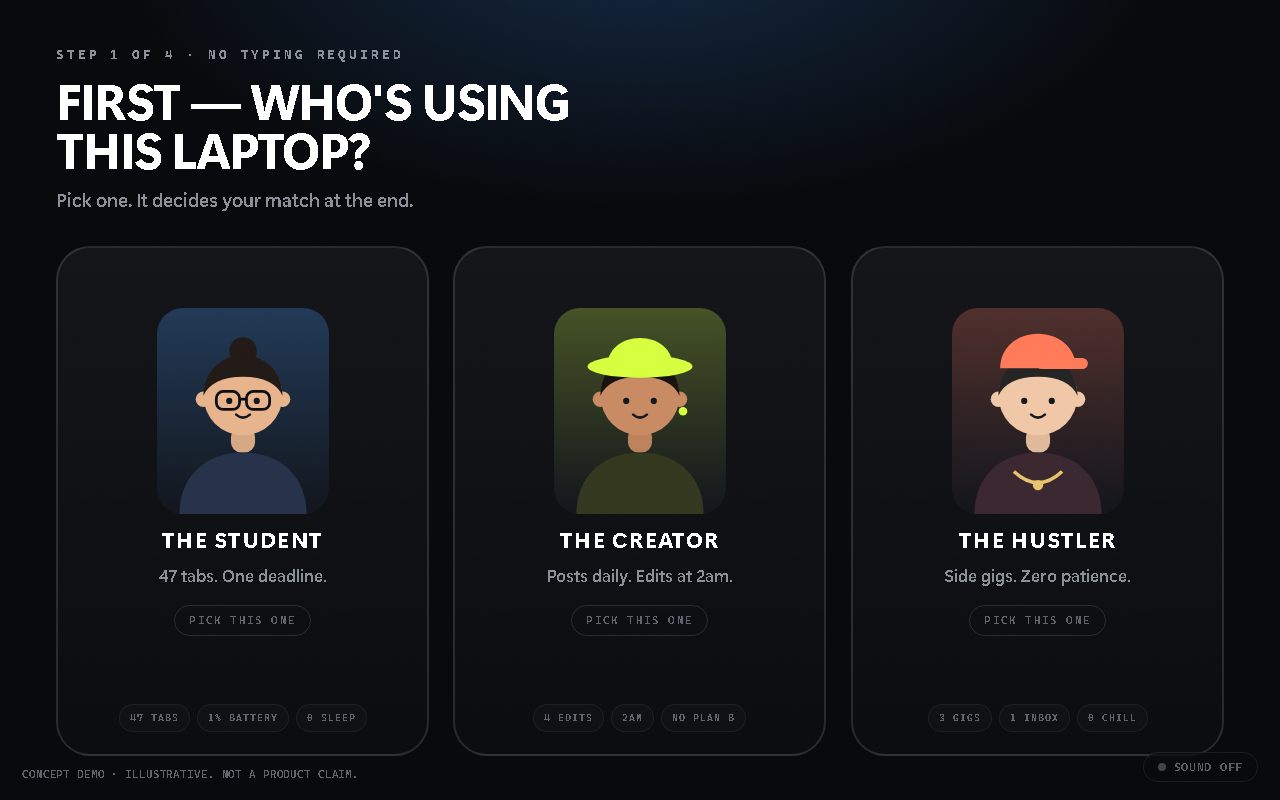 STEP 1 OF 4 · NO TYPING REQUIRED
FIRST — WHO'S USING
THIS LAPTOP?
Pick one. It decides your match at the end.
THE STUDENT
47 tabs. One deadline.
PICK THIS ONE
47 TABS
1% BATTERY
0 SLEEP
THE CREATOR
Posts daily. Edits at 2am.
PICK THIS ONE
4 EDITS
2AM
NO PLAN B
THE HUSTLER
Side gigs. Zero patience.
PICK THIS ONE
3 GIGS
1 INBOX
0 CHILL
CONCEPT DEMO · ILLUSTRATIVE. NOT A PRODUCT CLAIM.
SOUND OFF